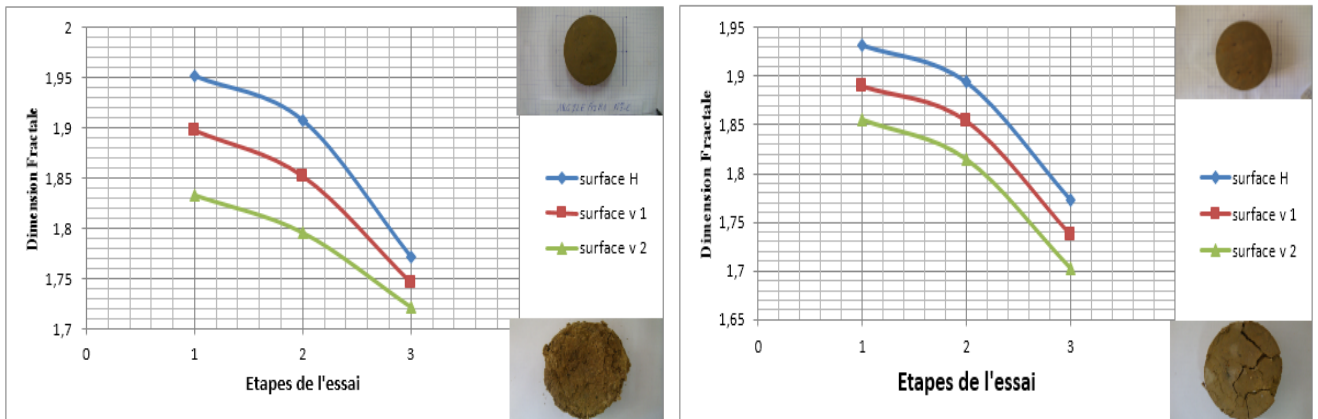 2
1,95
1,9
1,85
1,8
1,75
1,7
0
1
2
3
Dimension Fractale
Etapes de l'essai
surface H
surface v 1
surface v 2
1,95
1,9
1,85
1,8
1,75
1,7
1,65
0
1
2
3
Dimension Fractale
Etapes de l'essai
surface H
surface v 1
surface v 2